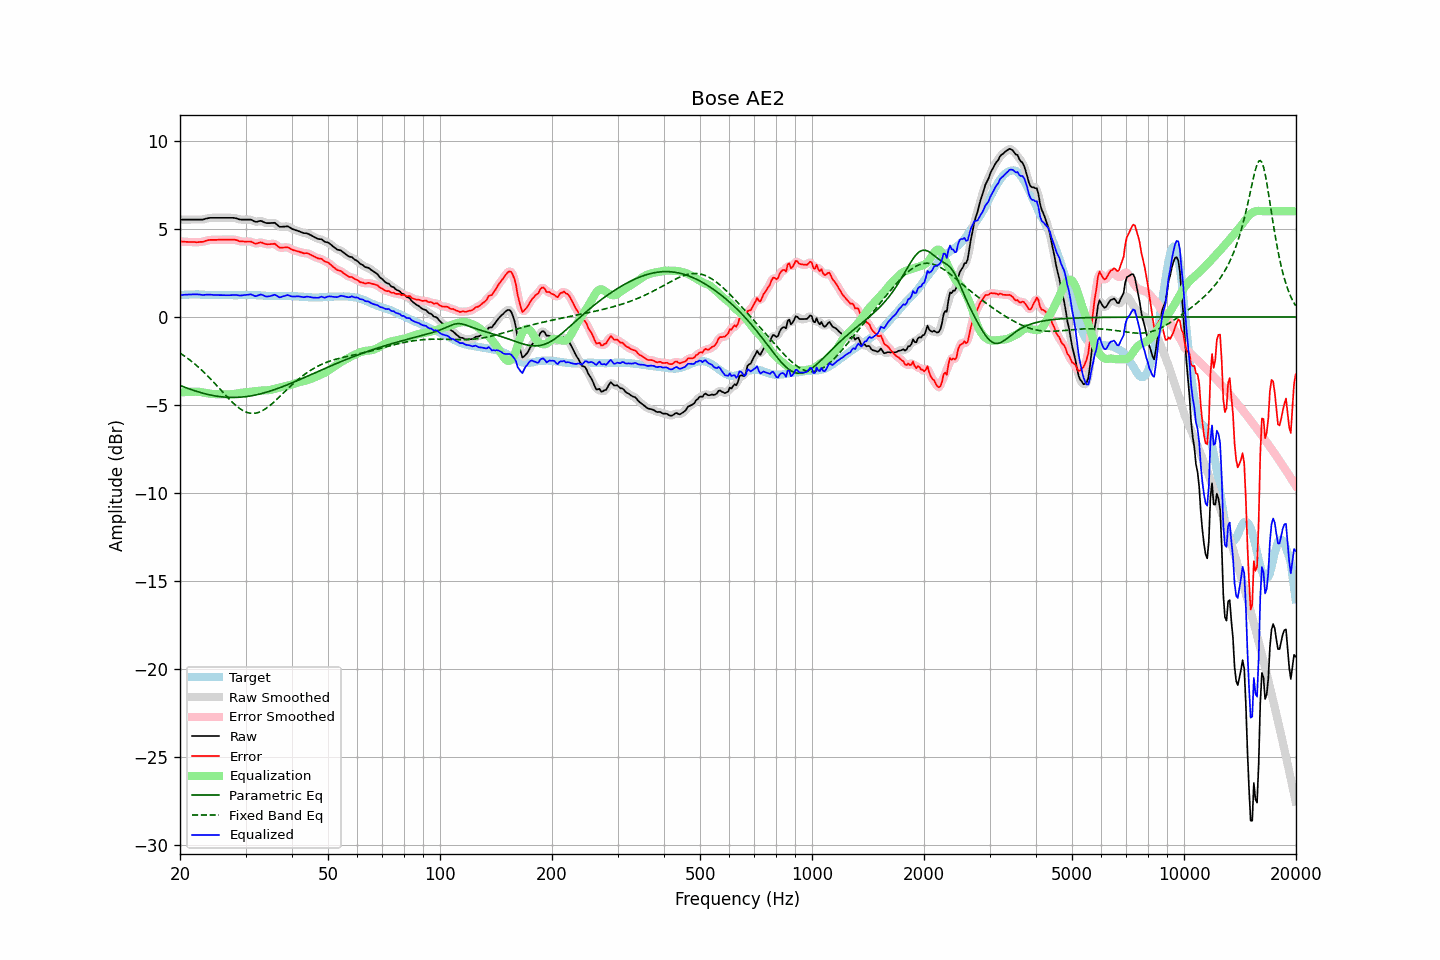 Bose AE2
Amplitude (dBr)
10
5
0
−5
−10
−15
−20
−25
−30
Target
Raw Smoothed
Error Smoothed
Raw
Error
Equalization
Parametric Eq
Fixed Band Eq
Equalized
20 50 100 200 500 1000 2000 5000 10000 20000
Frequency (Hz)